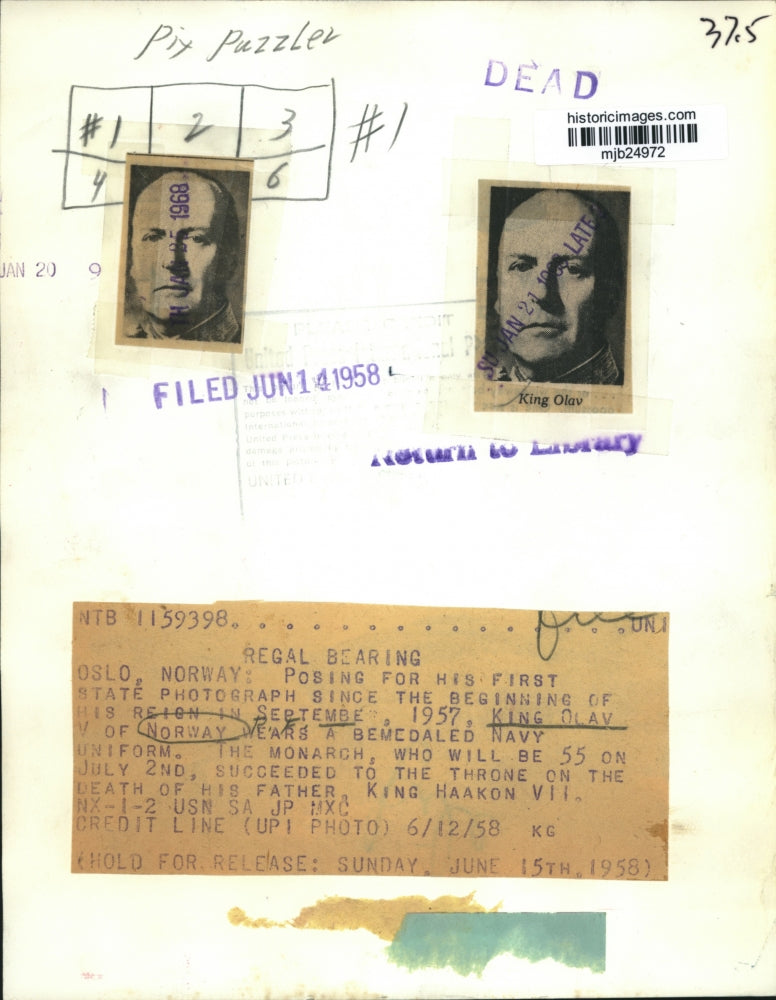 Pix Puzzler
37.5
DEAD
historicimages.com
mjb24972
#1 2 3
4 6
#1
JAN 20 9
1968
SU JAN 21 LATE
King Olav
FILED JUN 14 1958
Return to Library
NTB 1159398. . . . . . . . . . . . . . . UNI
REGAL BEARING
OSLO, NORWAY: POSING FOR HIS FIRST
STATE PHOTOGRAPH SINCE THE BEGINNING OF
HIS REIGN IN SEPTEMBE , 1957, KING OLAV
V OF NORWAY WEARS A BEMEDALED NAVY
UNIFORM. THE MONARCH, WHO WILL BE 55 ON
JULY 2ND, SUCCEEDED TO THE THRONE ON THE
DEATH OF HIS FATHER, KING HAAKON VII.
NX-1-2 USN SA JP MXC
CREDIT LINE (UPI PHOTO) 6/12/58 KG
(HOLD FOR RELEASE: SUNDAY, JUNE 15TH, 1958)